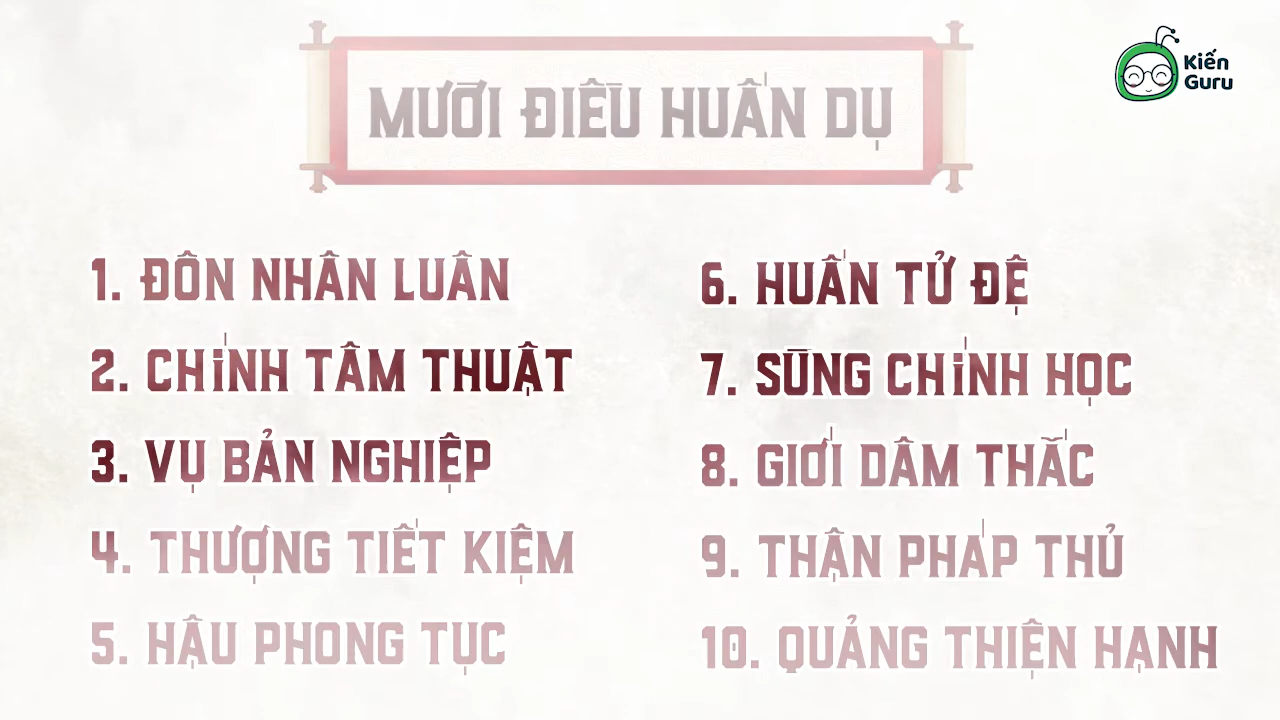 MƯỜI ĐIỀU HUẤN DỤ
Kiến
Guru
1. ĐÔN NHÂN LUÂN
2. CHÍNH TÂM THUẬT
3. VỤ BẢN NGHIỆP
4. THƯỢNG TIẾT KIỆM
5. HẬU PHONG TỤC
6. HUẤN TỬ ĐỆ
7. SÙNG CHÍNH HỌC
8. GIỚI DÂM THẮC
9. THẬN PHÁP THỦ
10. QUẢNG THIỆN HẠNH